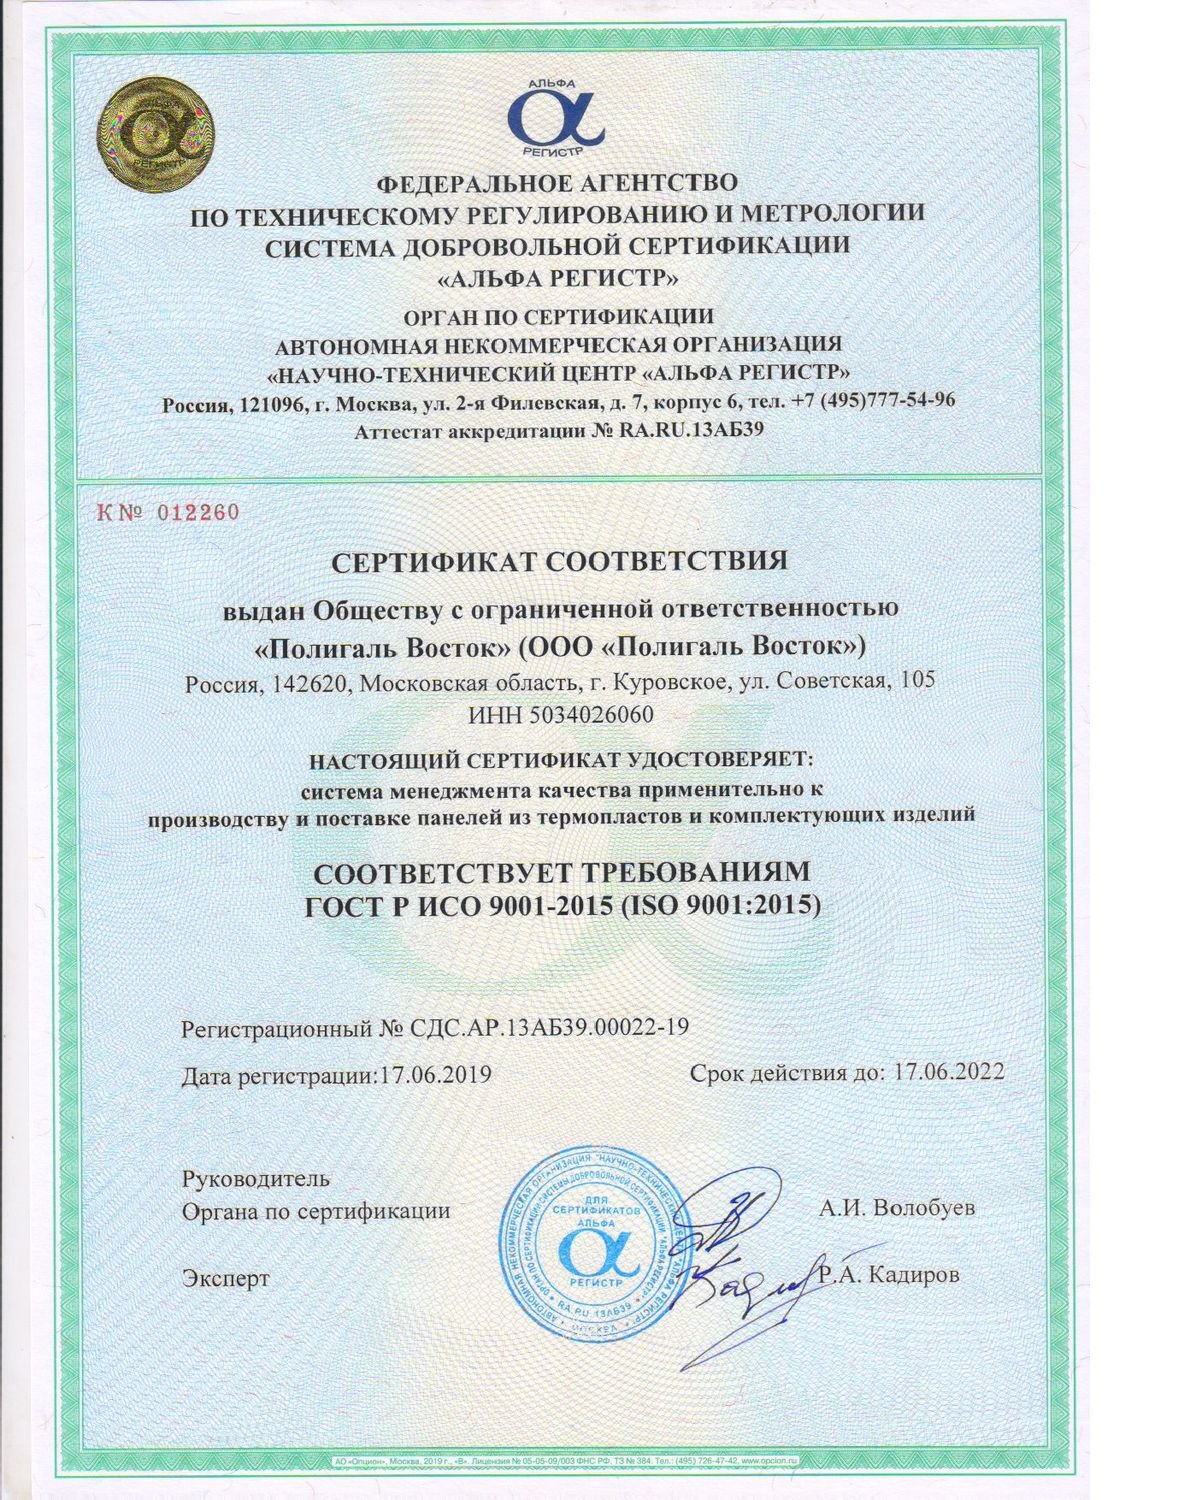 АЛЬФА
РЕГИСТР
АЛЬФА
РЕГИСТР
ФЕДЕРАЛЬНОЕ АГЕНТСТВО
ПО ТЕХНИЧЕСКОМУ РЕГУЛИРОВАНИЮ И МЕТРОЛОГИИ
СИСТЕМА ДОБРОВОЛЬНОЙ СЕРТИФИКАЦИИ
«АЛЬФА РЕГИСТР»
ОРГАН ПО СЕРТИФИКАЦИИ
АВТОНОМНАЯ НЕКОММЕРЧЕСКАЯ ОРГАНИЗАЦИЯ
«НАУЧНО-ТЕХНИЧЕСКИЙ ЦЕНТР «АЛЬФА РЕГИСТР»
Россия, 121096, г. Москва, ул. 2-я Филевская, д. 7, корпус 6, тел. +7 (495)777-54-96
Аттестат аккредитации № RA.RU.13АБ39
К № 012260
СЕРТИФИКАТ СООТВЕТСТВИЯ
выдан Обществу с ограниченной ответственностью
«Полигаль Восток» (ООО «Полигаль Восток»)
Россия, 142620, Московская область, г. Куровское, ул. Советская, 105
ИНН 5034026060
НАСТОЯЩИЙ СЕРТИФИКАТ УДОСТОВЕРЯЕТ:
система менеджмента качества применительно к
производству и поставке панелей из термопластов и комплектующих изделий
СООТВЕТСТВУЕТ ТРЕБОВАНИЯМ
ГОСТ Р ИСО 9001-2015 (ISO 9001:2015)
Регистрационный № СДС.АР.13АБ39.00022-19
Дата регистрации:17.06.2019 Срок действия до: 17.06.2022
Руководитель
Органа по сертификации А.И. Волобуев
Эксперт Р.А. Кадиров
АВТОНОМНАЯ НЕКОММЕРЧЕСКАЯ ОРГАНИЗАЦИЯ "НАУЧНО-ТЕХНИЧЕСКИЙ ЦЕНТР "АЛЬФА РЕГИСТР"
МОСКВА
ОРГАН ПО СЕРТИФИКАЦИИ СИСТЕМЫ ДОБРОВОЛЬНОЙ СЕРТИФИКАЦИИ "АЛЬФА РЕГИСТР"
RA.RU.13АБ39
ДЛЯ
СЕРТИФИКАТОВ
АЛЬФА
РЕГИСТР
АО «Опцион», Москва, 2019 г., «В». Лицензия № 05-05-09/003 ФНС РФ, ТЗ № 384. Тел.: (495) 726-47-42, www.opcion.ru